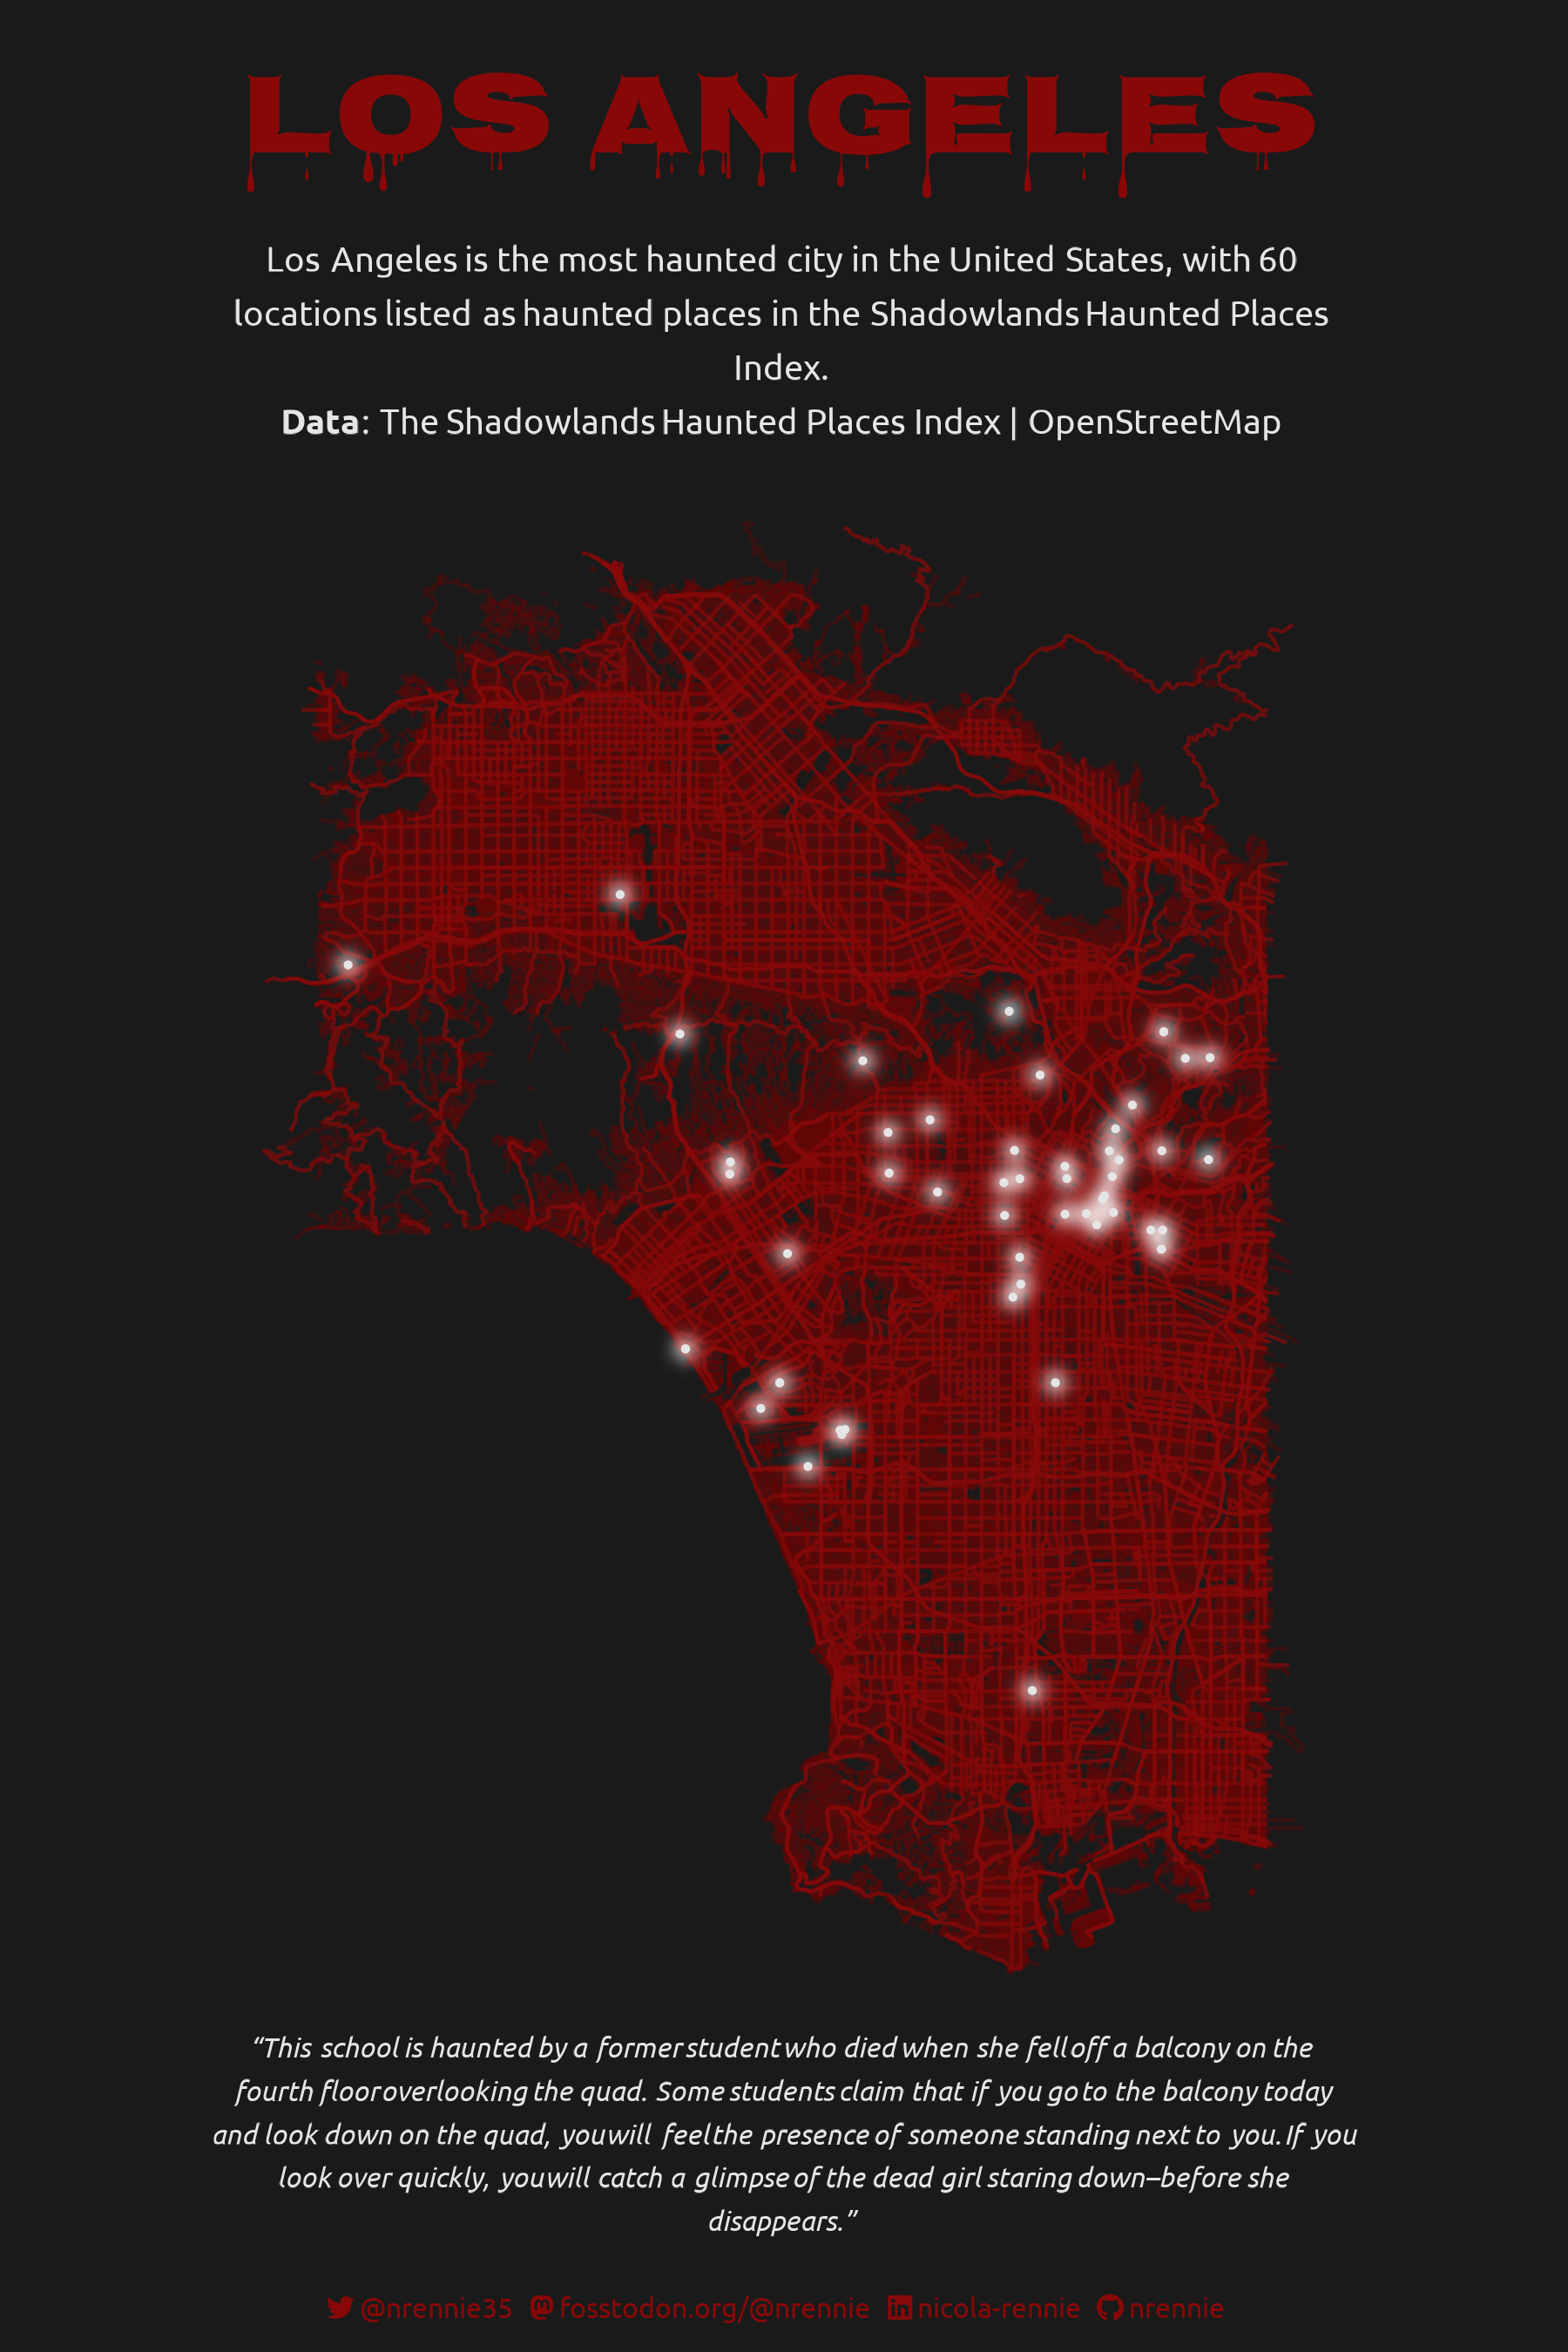 LOS ANGELES
Los Angeles is the most haunted city in the United States, with 60
locations listed as haunted places in the Shadowlands Haunted Places
Index.
Data: The Shadowlands Haunted Places Index | OpenStreetMap
“This school is haunted by a former student who died when she fell off a balcony on the
fourth floor overlooking the quad. Some students claim that if you go to the balcony today
and look down on the quad, you will feel the presence of someone standing next to you. If you
look over quickly, you will catch a glimpse of the dead girl staring down–before she
disappears.”
@nrennie35 fosstodon.org/@nrennie nicola-rennie nrennie